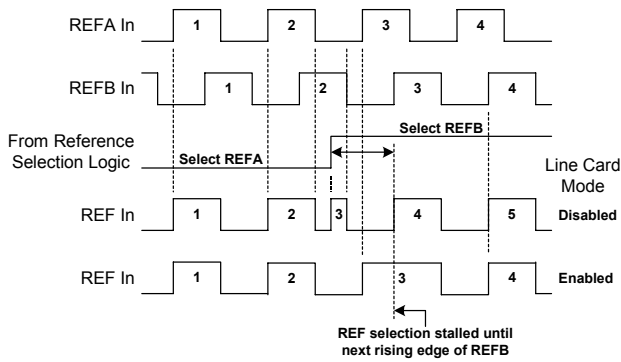 REFA In 1 2 3 4
REFB In 1 2 3 4
From Reference
Selection Logic
Select REFA
Select REFB
Line Card
Mode
REF In 1 2 3 4 5 Disabled
REF In 1 2 3 4 Enabled
REF selection stalled until
next rising edge of REFB